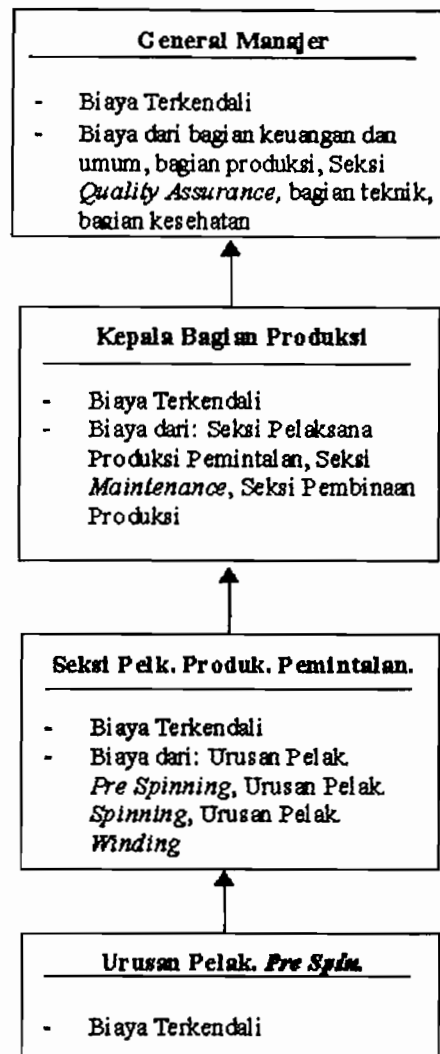 General Manajer
- Biaya Terkendali
- Biaya dari bagian keuangan dan
umum, bagian produksi, Seksi
Quality Assurance, bagian teknik,
bagian kesehatan
Kepala Bagian Produksi
- Biaya Terkendali
- Biaya dari: Seksi Pelaksana
Produksi Pemintalan, Seksi
Maintenance, Seksi Pembinaan
Produksi
Seksi Pelk. Produk. Pemintalan.
- Biaya Terkendali
- Biaya dari: Urusan Pelak.
Pre Spinning, Urusan Pelak.
Spinning, Urusan Pelak.
Winding
Urusan Pelak. Pre Spin.
- Biaya Terkendali